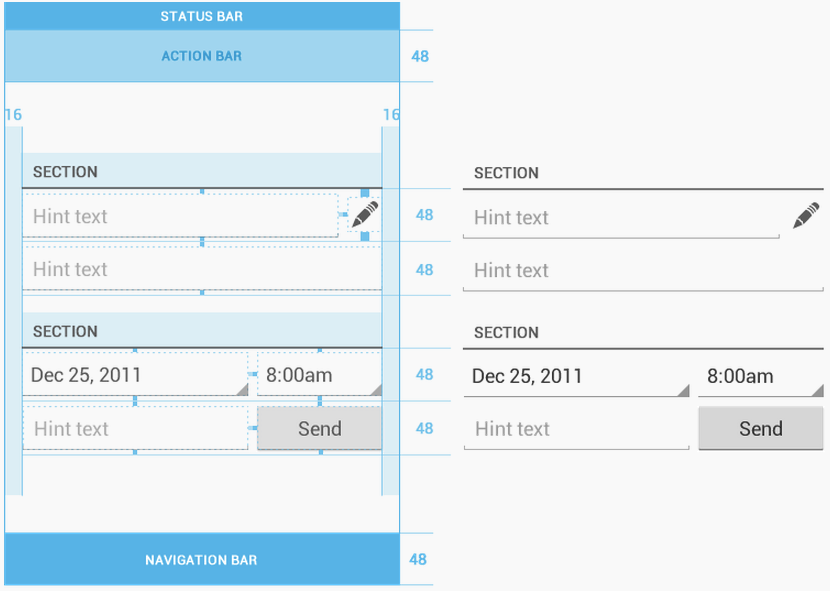 STATUS BAR
ACTION BAR 48
16 16
SECTION
Hint text 48
Hint text 48
SECTION
Dec 25, 2011 8:00am 48
Hint text Send 48
NAVIGATION BAR 48
SECTION
Hint text
Hint text
SECTION
Dec 25, 2011 8:00am
Hint text Send